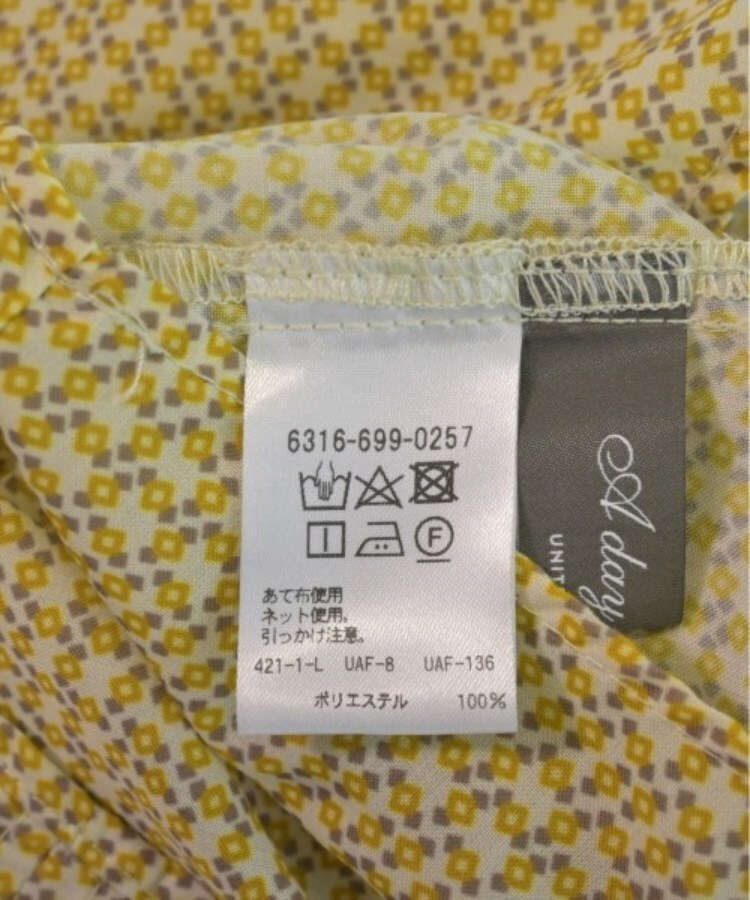 6316-699-0257
F
あて布使用
ネット使用。
引っかけ注意。
421-1-L UAF-8 UAF-136
ポリエステル 100%
A day